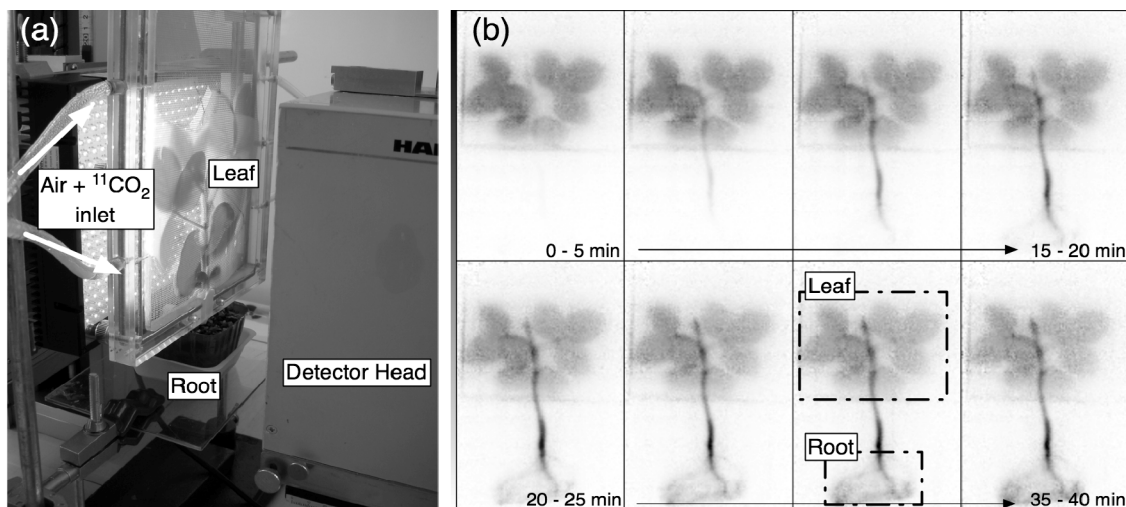 (a)
HA
Leaf
Air + ¹¹CO₂
inlet
Root
Detector Head
(b)
0 - 5 min
15 - 20 min
Leaf
Root
20 - 25 min
35 - 40 min